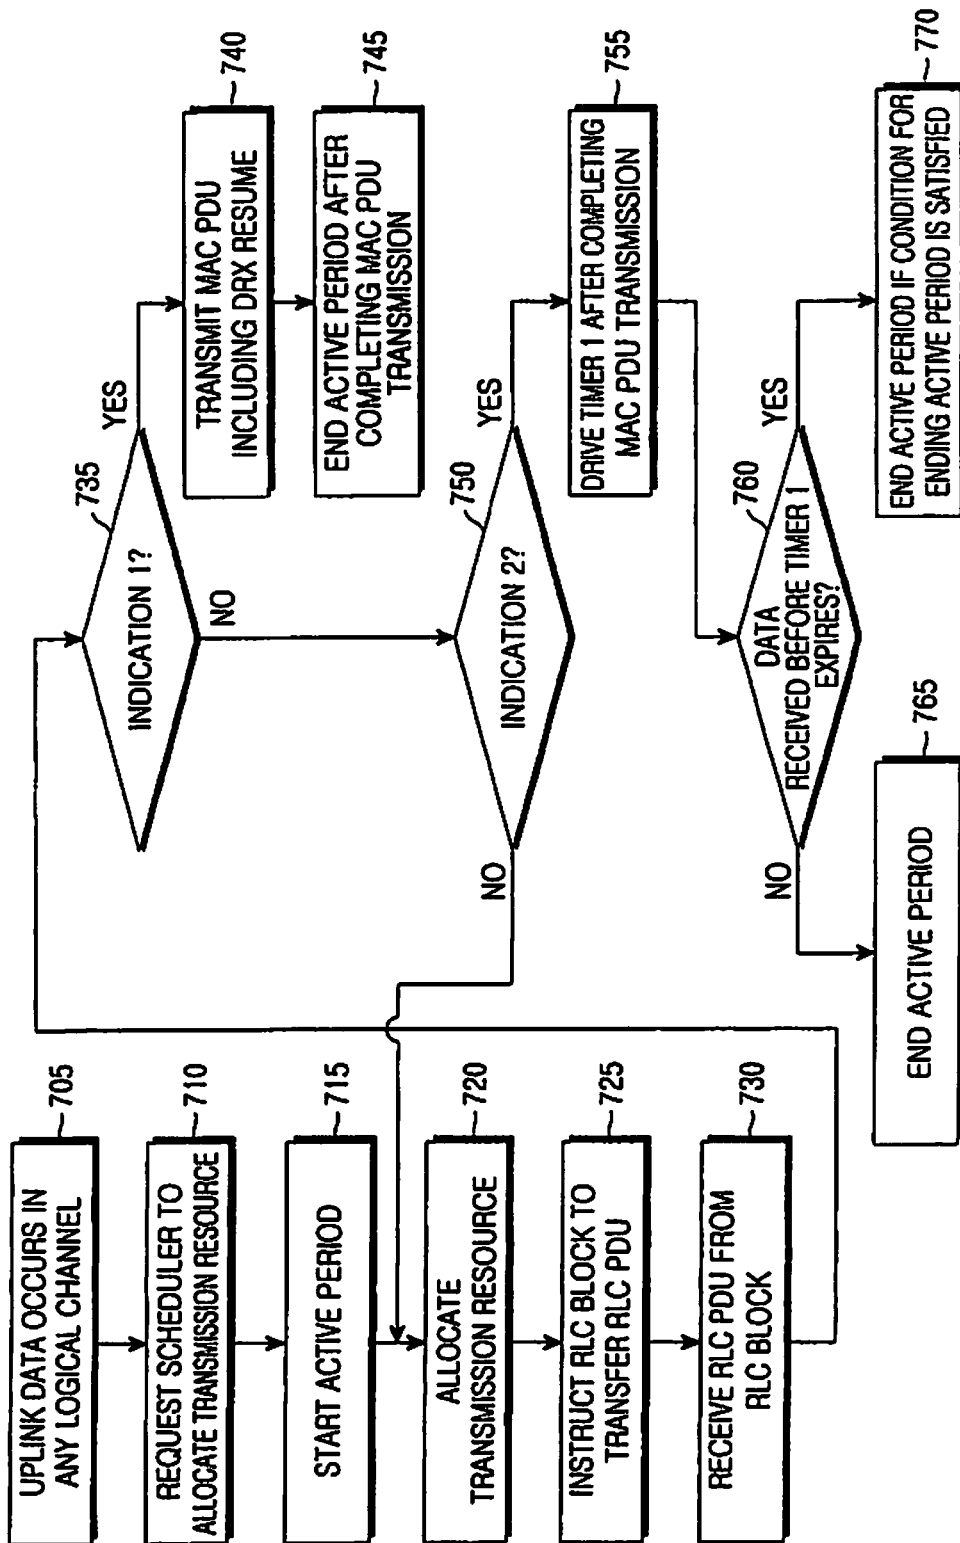 UPLINK DATA OCCURS IN
ANY LOGICAL CHANNEL
705
REQUEST SCHEDULER TO
ALLOCATE TRANSMISSION RESOURCE
710
START ACTIVE PERIOD
715
ALLOCATE
TRANSMISSION RESOURCE
720
INSTRUCT RLC BLOCK TO
TRANSFER RLC PDU
725
RECEIVE RLC PDU FROM
RLC BLOCK
730
INDICATION 1?
735
YES
NO
TRANSMIT MAC PDU
INCLUDING DRX RESUME
740
END ACTIVE PERIOD AFTER
COMPLETING MAC PDU
TRANSMISSION
745
INDICATION 2?
750
YES
NO
DRIVE TIMER 1 AFTER COMPLETING
MAC PDU TRANSMISSION
755
DATA
RECEIVED BEFORE TIMER 1
EXPIRES?
760
YES
NO
END ACTIVE PERIOD
765
END ACTIVE PERIOD IF CONDITION FOR
ENDING ACTIVE PERIOD IS SATISFIED
770